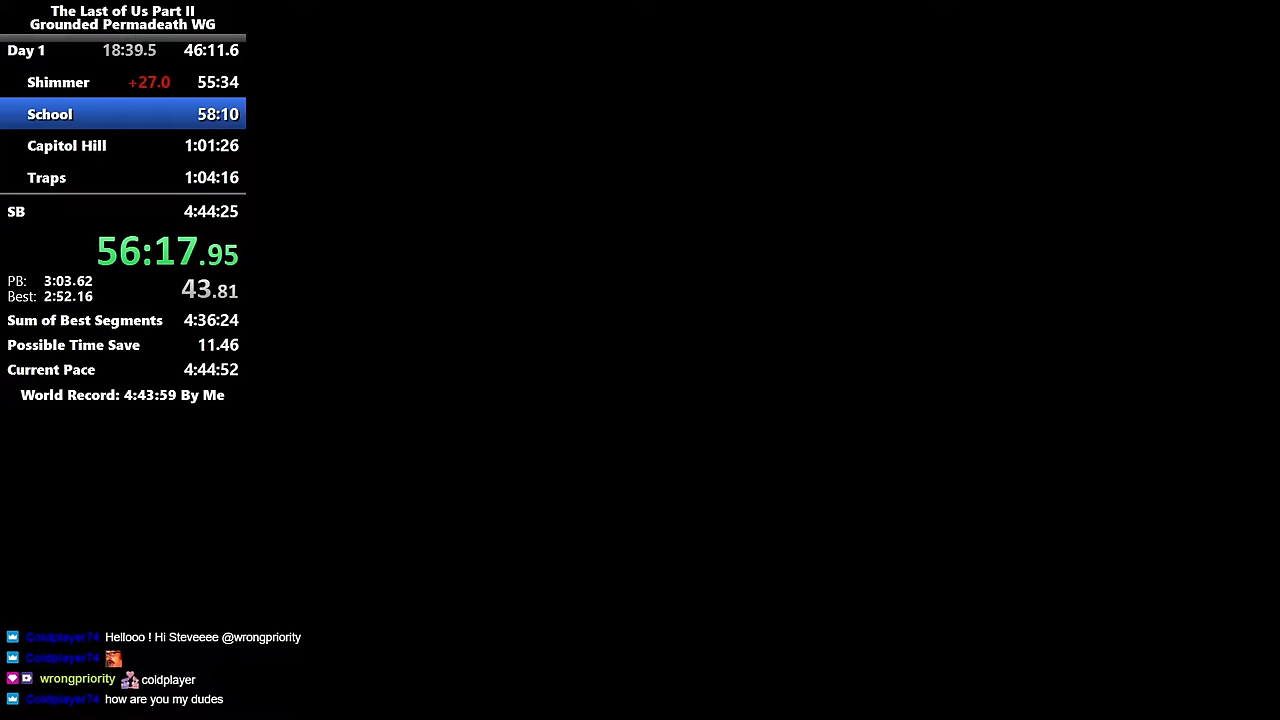 The Last of Us Part II
Grounded Permadeath WG
Day 1 18:39.5 46:11.6
Shimmer +27.0 55:34
School 58:10
Capitol Hill 1:01:26
Traps 1:04:16
SB 4:44:25
56:17.95
PB: 3:03.62 43.81
Best: 2:52.16
Sum of Best Segments 4:36:24
Possible Time Save 11.46
Current Pace 4:44:52
World Record: 4:43:59 By Me
Coldplayer74 Hellooo ! Hi Steveeee @wrongpriority
Coldplayer74
wrongpriority coldplayer
Coldplayer74 how are you my dudes